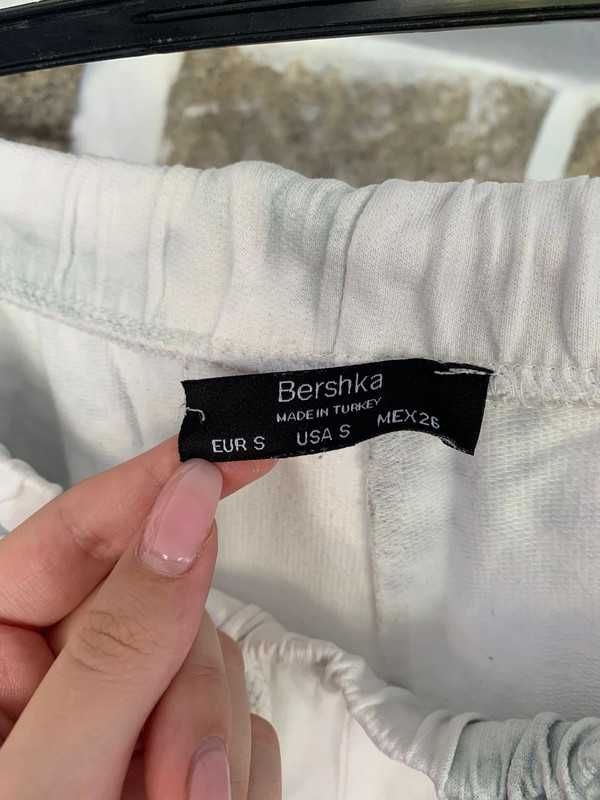 Bershka
MADE IN TURKEY
EUR S USA S MEX 26